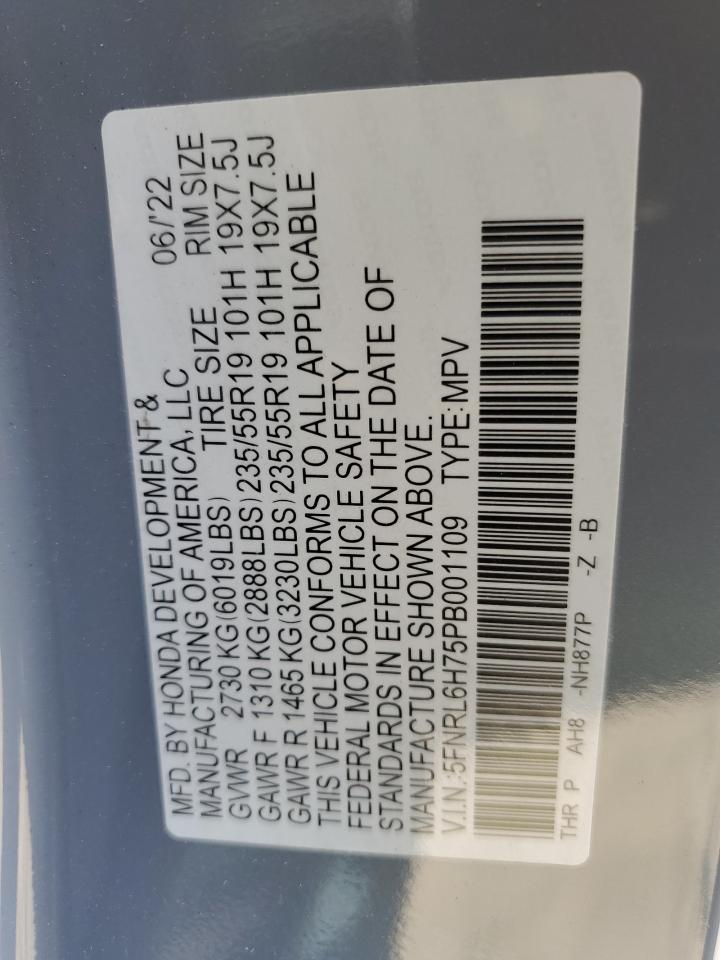 MFD. BY HONDA DEVELOPMENT &
MANUFACTURING OF AMERICA, LLC 06/'22
GVWR 2730 KG(6019LBS) TIRE SIZE RIM SIZE
GAWR F 1310 KG(2888LBS) 235/55R19 101H 19X7.5J
GAWR R 1465 KG(3230LBS) 235/55R19 101H 19X7.5J
THIS VEHICLE CONFORMS TO ALL APPLICABLE
FEDERAL MOTOR VEHICLE SAFETY
STANDARDS IN EFFECT ON THE DATE OF
MANUFACTURE SHOWN ABOVE.
V.I.N.:5FNRL6H75PB001109 TYPE:MPV
THR P AH8 -NH877P -Z -B